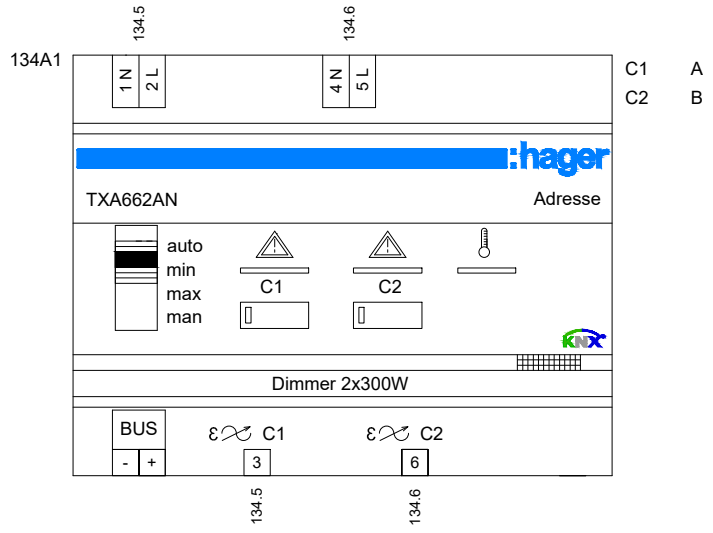 134.5
134.6
134A1
1 N
2 L
4 N
5 L
C1 A
C2 B
:hager
TXA662AN Adresse
auto
min
max
man
C1
C2
KNX
Dimmer 2x300W
BUS
- +
ε C1
3
ε C2
6
134.5
134.6